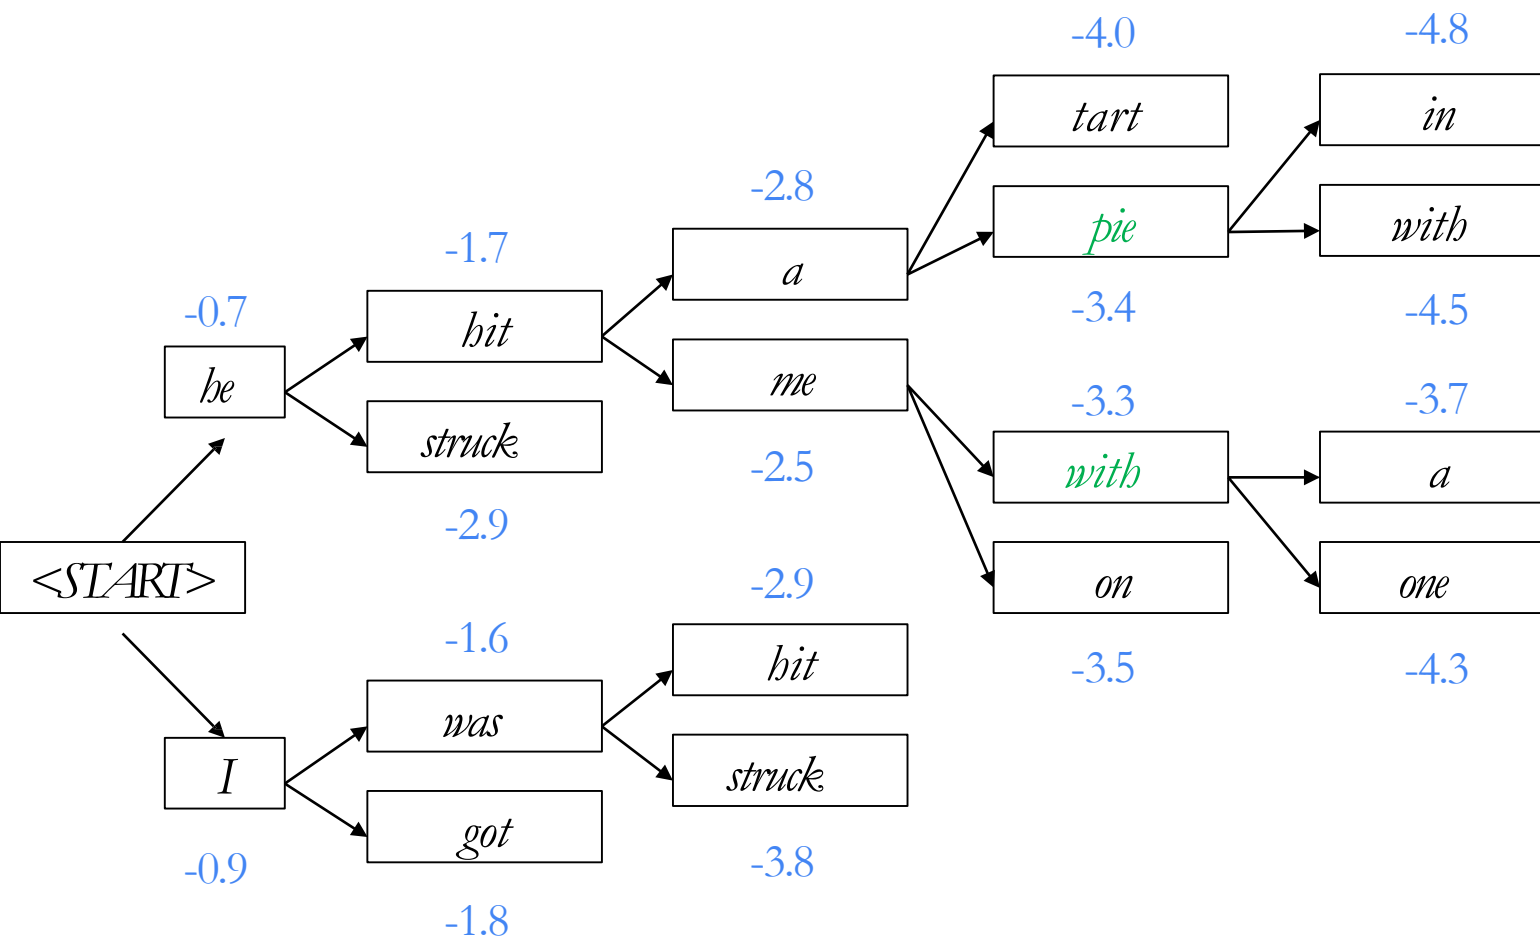 -4.0
-4.8
tart
in
-2.8
pie
with
-1.7
a
-0.7
-3.4
-4.5
hit
he
me
-3.3
-3.7
struck
-2.5
with
a
-2.9
<START>
-2.9
on
one
-1.6
hit
-3.5
-4.3
was
I
struck
got
-0.9
-3.8
-1.8